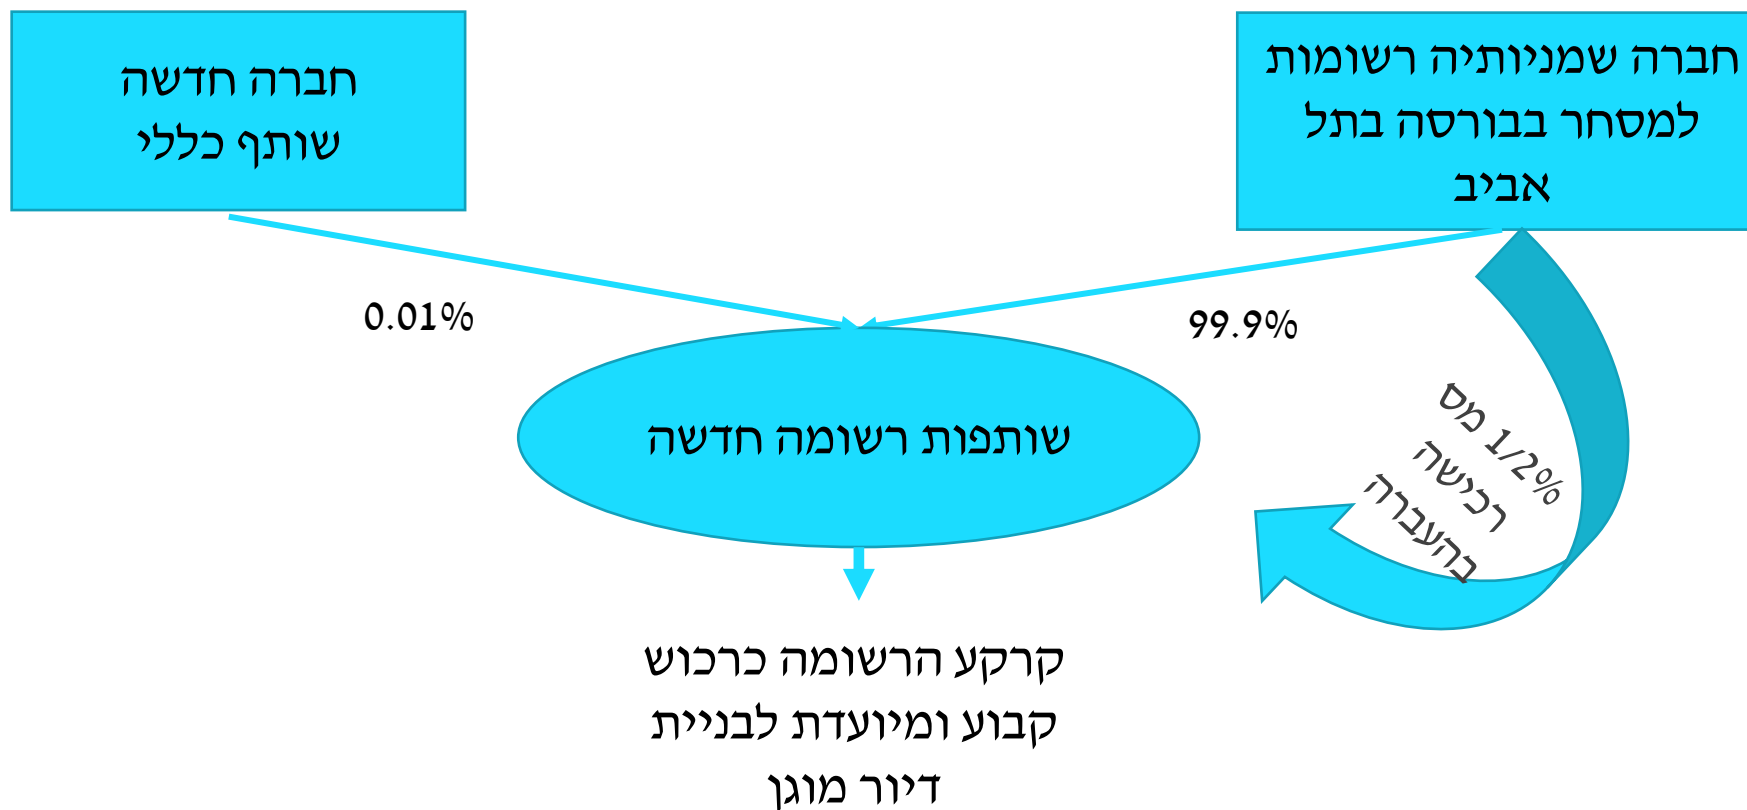 חברה שמניותיה רשומות
למסחר בבורסה בתל
אביב
חברה חדשה
שותף כללי
99.9%
0.01%
שותפות רשומה חדשה
1/2% מס
רכישה
בהעברה
קרקע הרשומה כרכוש
קבוע ומיועדת לבניית
דיור מוגן